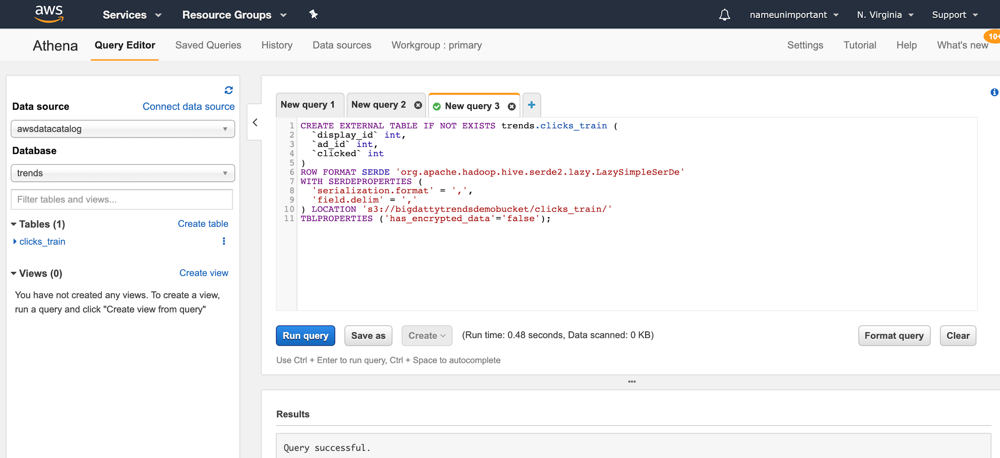 aws Services Resource Groups nameunimportant N. Virginia Support
Athena Query Editor Saved Queries History Data sources Workgroup : primary Settings Tutorial Help What's new 10+
Data source Connect data source
awsdatacatalog
Database
trends
Filter tables and views...
Tables (1) Create table
clicks_train
Views (0) Create view
You have not created any views. To create a view,
run a query and click "Create view from query"
New query 1 New query 2 New query 3 +
1 CREATE EXTERNAL TABLE IF NOT EXISTS trends.clicks_train (
2   `display_id` int,
3   `ad_id` int,
4   `clicked` int
5 )
6 ROW FORMAT SERDE 'org.apache.hadoop.hive.serde2.lazy.LazySimpleSerDe'
7 WITH SERDEPROPERTIES (
8   'serialization.format' = ',',
9   'field.delim' = ','
10 ) LOCATION 's3://bigdattytrendsdemobucket/clicks_train/'
11 TBLPROPERTIES ('has_encrypted_data'='false');
Run query Save as Create (Run time: 0.48 seconds, Data scanned: 0 KB) Format query Clear
Use Ctrl + Enter to run query, Ctrl + Space to autocomplete
Results
Query successful.